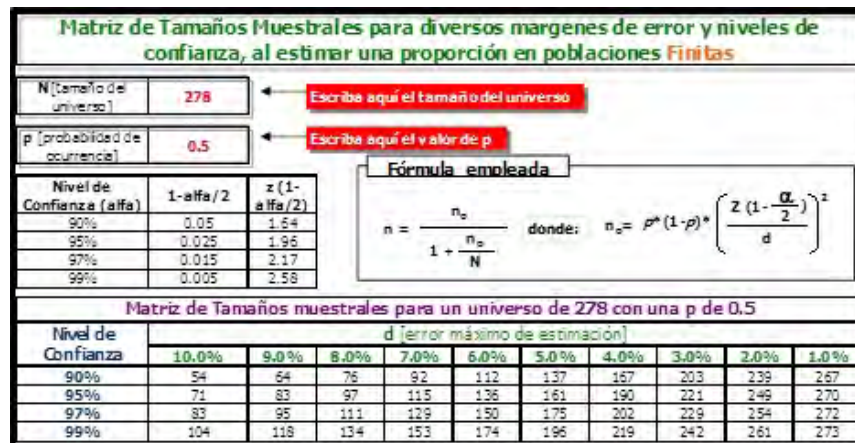 Matriz de Tamaños Muestrales para diversos margenes de error y niveles de
confianza, al estimar una proporción en poblaciones Finitas
N [tamaño del
universo]
278
Escriba aquí el tamaño del universo
p [probabilidad de
ocurrencia]
0.5
Escriba aquí el valor de p
Nivel de
Confianza (alfa)
1-alfa/2
z (1-
alfa/2)
90% 0.05 1.64
95% 0.025 1.96
97% 0.015 2.17
99% 0.005 2.58
Fórmula empleada
n = n₀ / (1 + n₀/N) donde: n₀= p*(1-p)* (Z (1-α/2) / d)²
Matriz de Tamaños muestrales para un universo de 278 con una p de 0.5
Nivel de
Confianza
d [error máximo de estimación]
10.0% 9.0% 8.0% 7.0% 6.0% 5.0% 4.0% 3.0% 2.0% 1.0%
90% 54 64 76 92 112 137 167 203 239 267
95% 71 83 97 115 136 161 190 221 249 270
97% 83 95 111 129 150 175 202 229 254 272
99% 104 118 134 153 174 196 219 242 261 273